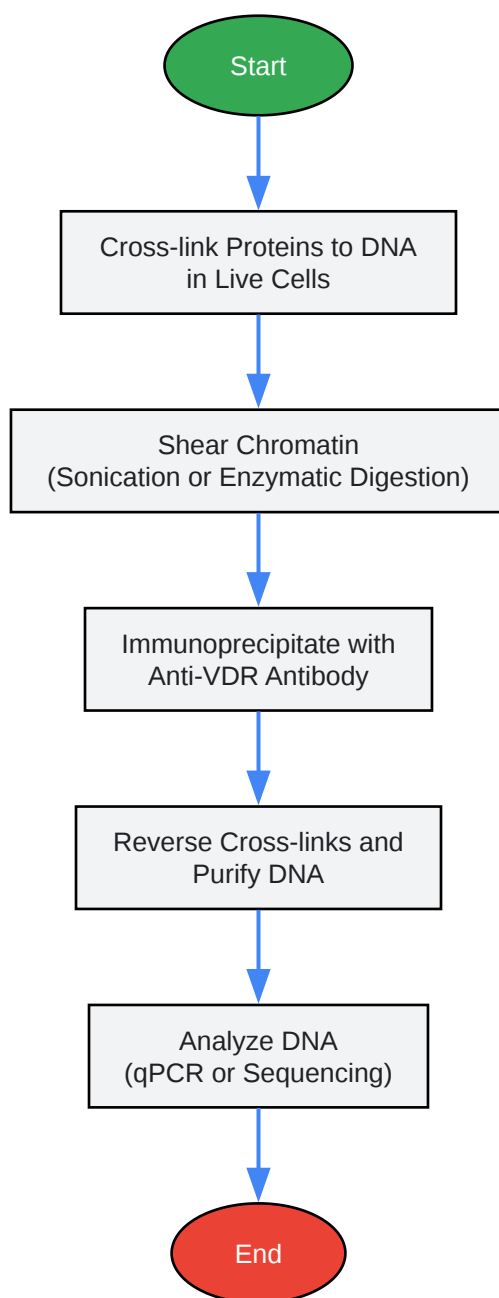 Start
Cross-link Proteins to DNA
in Live Cells
Shear Chromatin
(Sonication or Enzymatic Digestion)
Immunoprecipitate with
Anti-VDR Antibody
Reverse Cross-links and
Purify DNA
Analyze DNA
(qPCR or Sequencing)
End